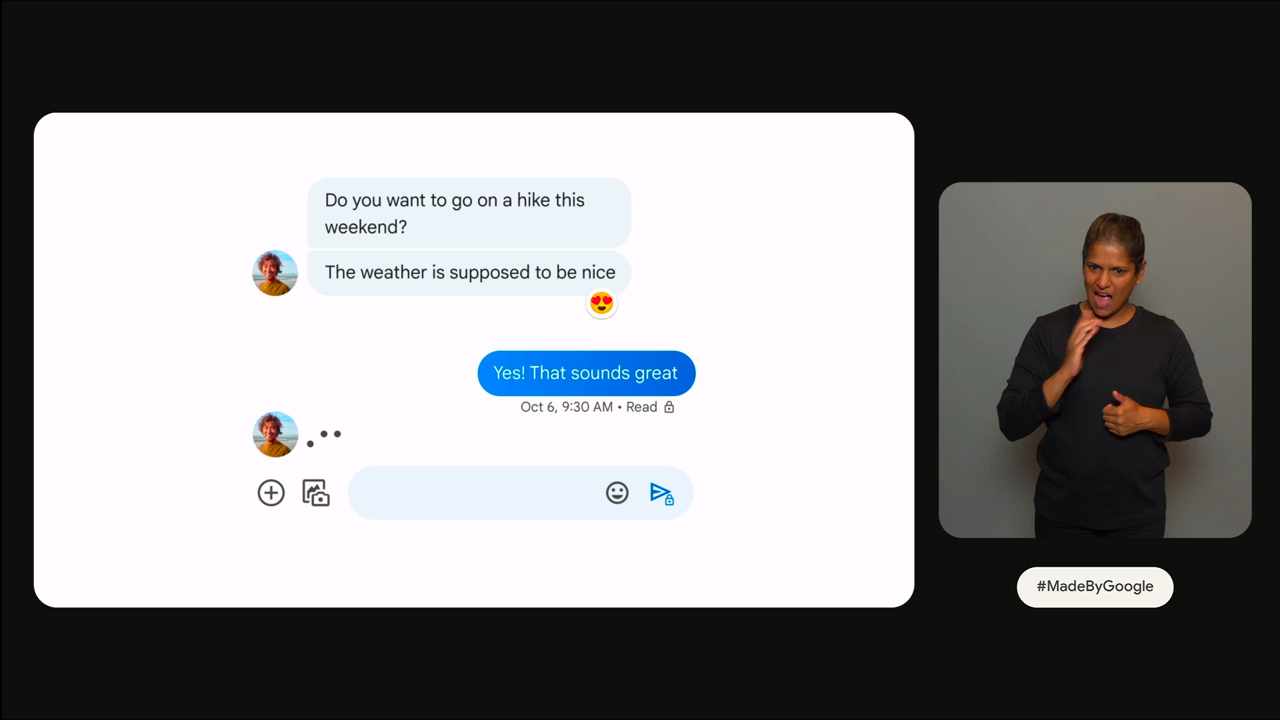 Do you want to go on a hike this
weekend?
The weather is supposed to be nice
Yes! That sounds great
Oct 6, 9:30 AM • Read
#MadeByGoogle